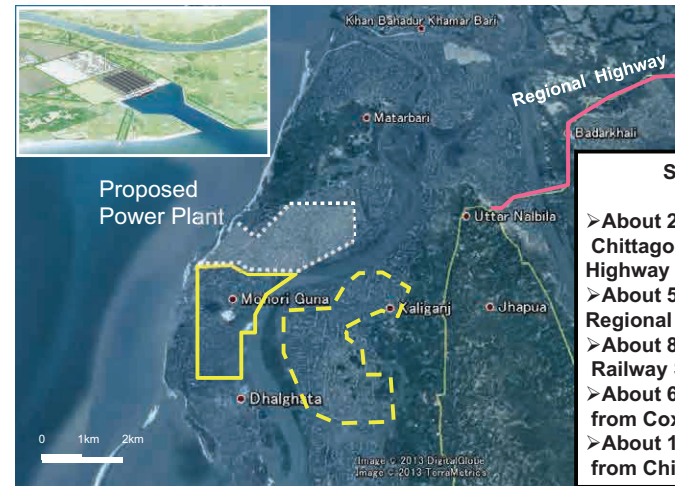 Khan Bahadur Khamar Bari
Regional Highway
Matarbari
Badarkhali
Proposed
Power Plant
Uttar Nalbila
Mohori Guna
Kaliganj
Jhapua
Dhalghata
0 1km 2km
Image © 2013 DigitalGlobe
Image © 2013 TerraMetrics
S
➢About 2
Chittago
Highway
➢About 5
Regional
➢About 8
Railway
➢About 6
from Cox
➢About 1
from Chi